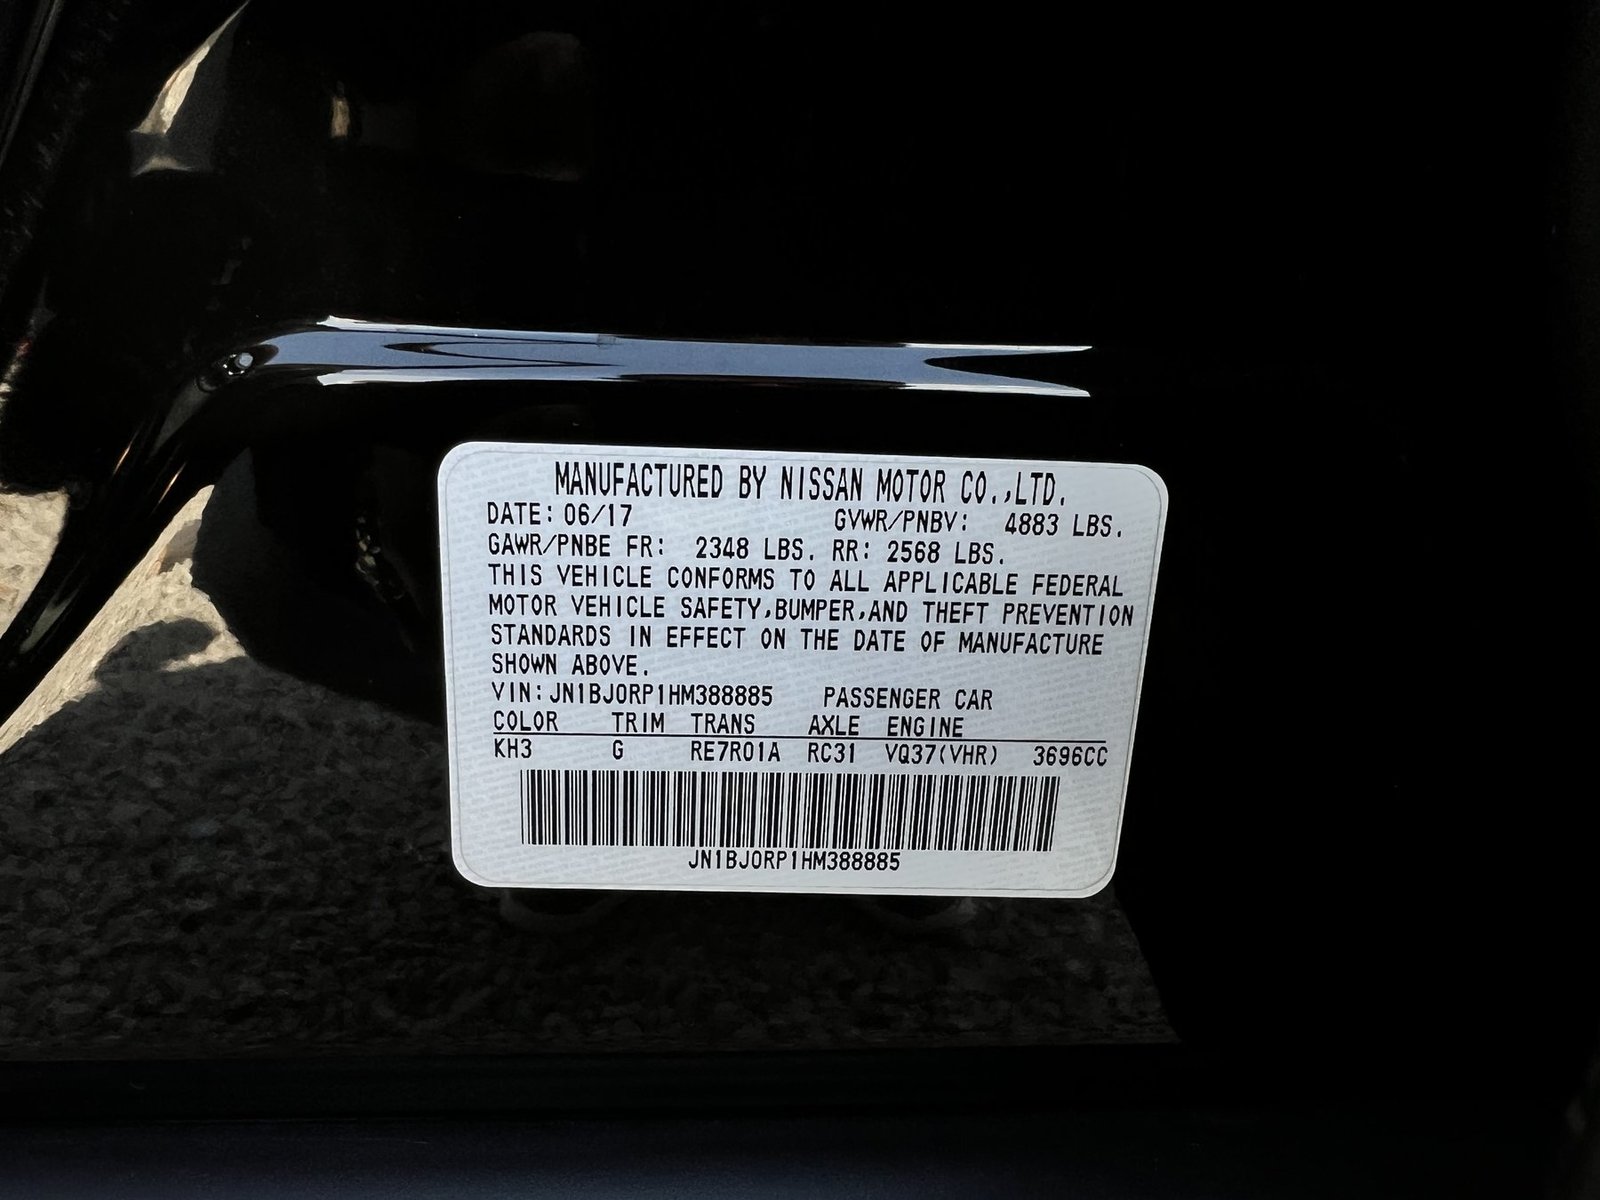 MANUFACTURED BY NISSAN MOTOR CO.,LTD.
DATE: 06/17 GVWR/PNBV: 4883 LBS.
GAWR/PNBE FR: 2348 LBS. RR: 2568 LBS.
THIS VEHICLE CONFORMS TO ALL APPLICABLE FEDERAL
MOTOR VEHICLE SAFETY,BUMPER,AND THEFT PREVENTION
STANDARDS IN EFFECT ON THE DATE OF MANUFACTURE
SHOWN ABOVE.
VIN: JN1BJ0RP1HM388885 PASSENGER CAR
COLOR TRIM TRANS AXLE ENGINE
KH3 G RE7R01A RC31 VQ37(VHR) 3696CC
JN1BJ0RP1HM388885